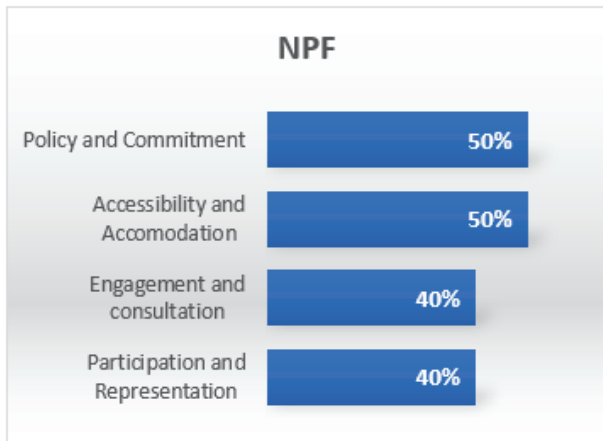 NPF
Policy and Commitment
50%
Accessibility and
Accomodation
50%
Engagement and
consultation
40%
Participation and
Representation
40%